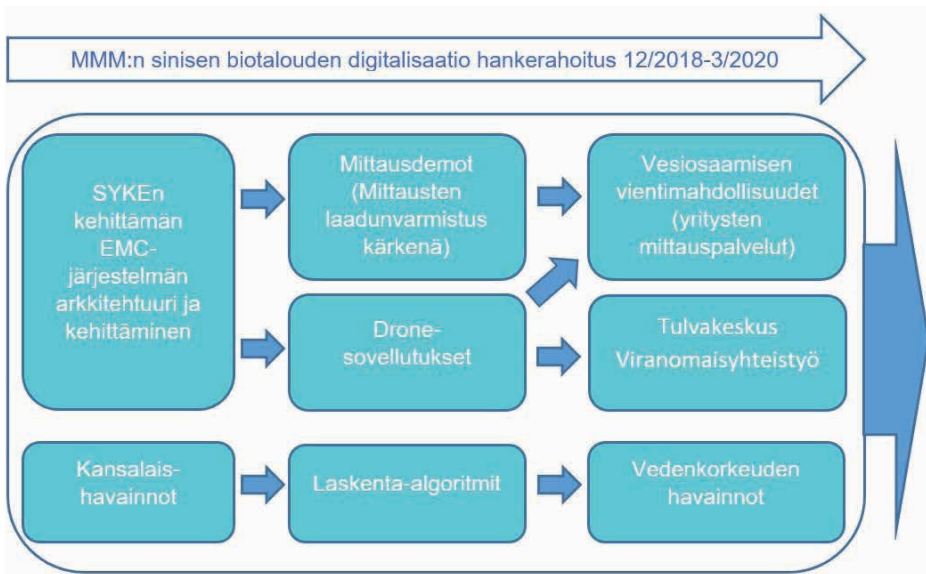 MMM:n sinisen biotalouden digitalisaatio hankerahoitus 12/2018-3/2020
SYKEn
kehittämän
EMC-
järjestelmän
arkkitehtuuri ja
kehittäminen
Mittausdemot
(Mittausten
laadunvarmistus
kärkenä)
Vesiosaamisen
vientimahdollisuudet
(yritysten
mittauspalvelut)
Drone-
sovellutukset
Tulvakeskus
Viranomaisyhteistyö
Kansalais-
havainnot
Laskenta-algoritmit
Vedenkorkeuden
havainnot